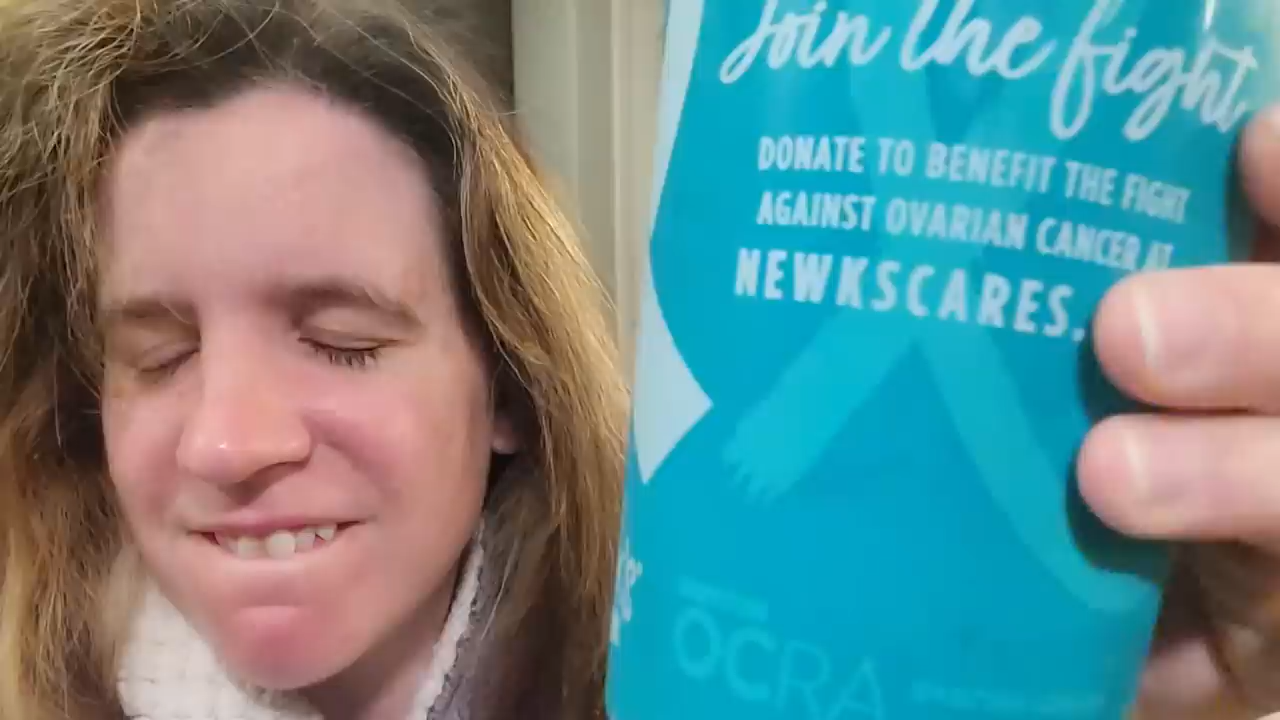 Join the fight
DONATE TO BENEFIT THE FIGHT
AGAINST OVARIAN CANCER AT
NEWKSCARES.
OCRA